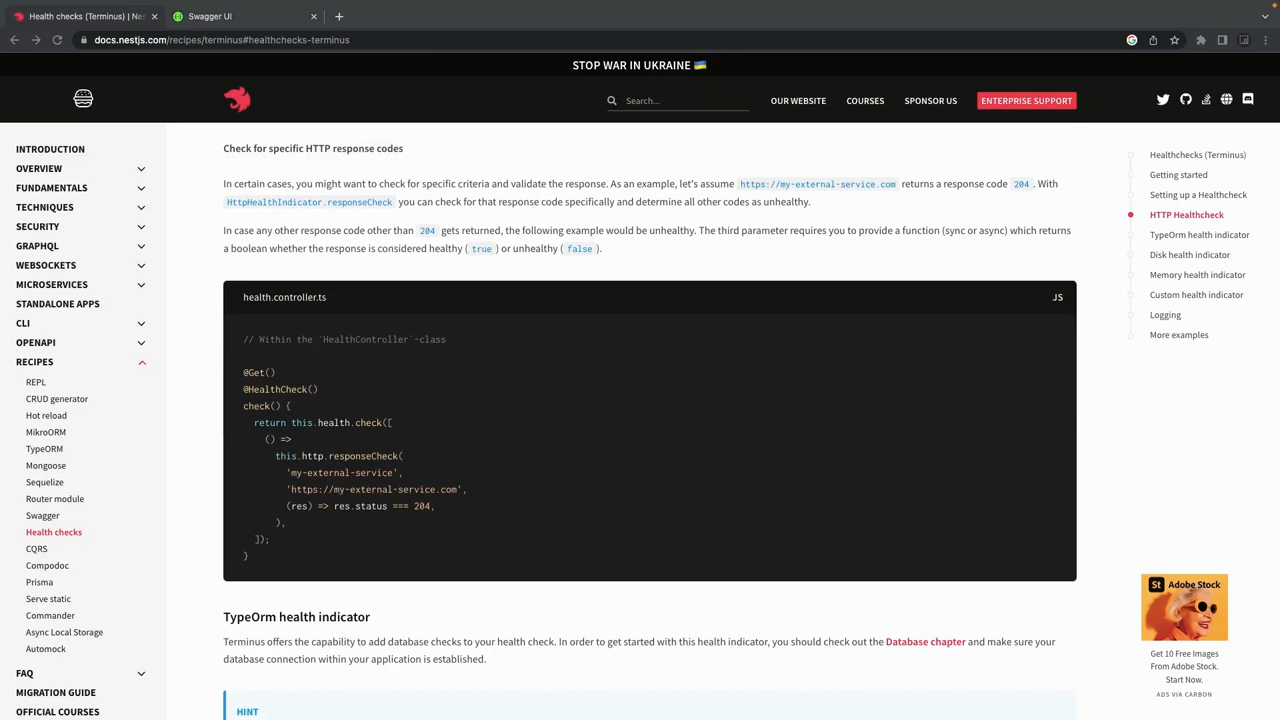 Health checks (Terminus) | Nes
Swagger UI
docs.nestjs.com/recipes/terminus#healthchecks-terminus
STOP WAR IN UKRAINE 🇺🇦
Search...
OUR WEBSITE
COURSES
SPONSOR US
ENTERPRISE SUPPORT
INTRODUCTION
OVERVIEW
FUNDAMENTALS
TECHNIQUES
SECURITY
GRAPHQL
WEBSOCKETS
MICROSERVICES
STANDALONE APPS
CLI
OPENAPI
RECIPES
REPL
CRUD generator
Hot reload
MikroORM
TypeORM
Mongoose
Sequelize
Router module
Swagger
Health checks
CQRS
Compodoc
Prisma
Serve static
Commander
Async Local Storage
Automock
FAQ
MIGRATION GUIDE
OFFICIAL COURSES
Check for specific HTTP response codes
In certain cases, you might want to check for specific criteria and validate the response. As an example, let's assume https://my-external-service.com returns a response code 204. With
HttpHealthIndicator.responseCheck you can check for that response code specifically and determine all other codes as unhealthy.
In case any other response code other than 204 gets returned, the following example would be unhealthy. The third parameter requires you to provide a function (sync or async) which returns
a boolean whether the response is considered healthy (true) or unhealthy (false).
health.controller.ts
JS
// Within the `HealthController`-class
@Get()
@HealthCheck()
check() {
return this.health.check([
() =>
this.http.responseCheck(
'my-external-service',
'https://my-external-service.com',
(res) => res.status === 204,
),
]);
}
TypeOrm health indicator
Terminus offers the capability to add database checks to your health check. In order to get started with this health indicator, you should check out the Database chapter and make sure your
database connection within your application is established.
HINT
Healthchecks (Terminus)
Getting started
Setting up a Healthcheck
HTTP Healthcheck
TypeOrm health indicator
Disk health indicator
Memory health indicator
Custom health indicator
Logging
More examples
St Adobe Stock
Get 10 Free Images
From Adobe Stock.
Start Now.
ADS VIA CARBON